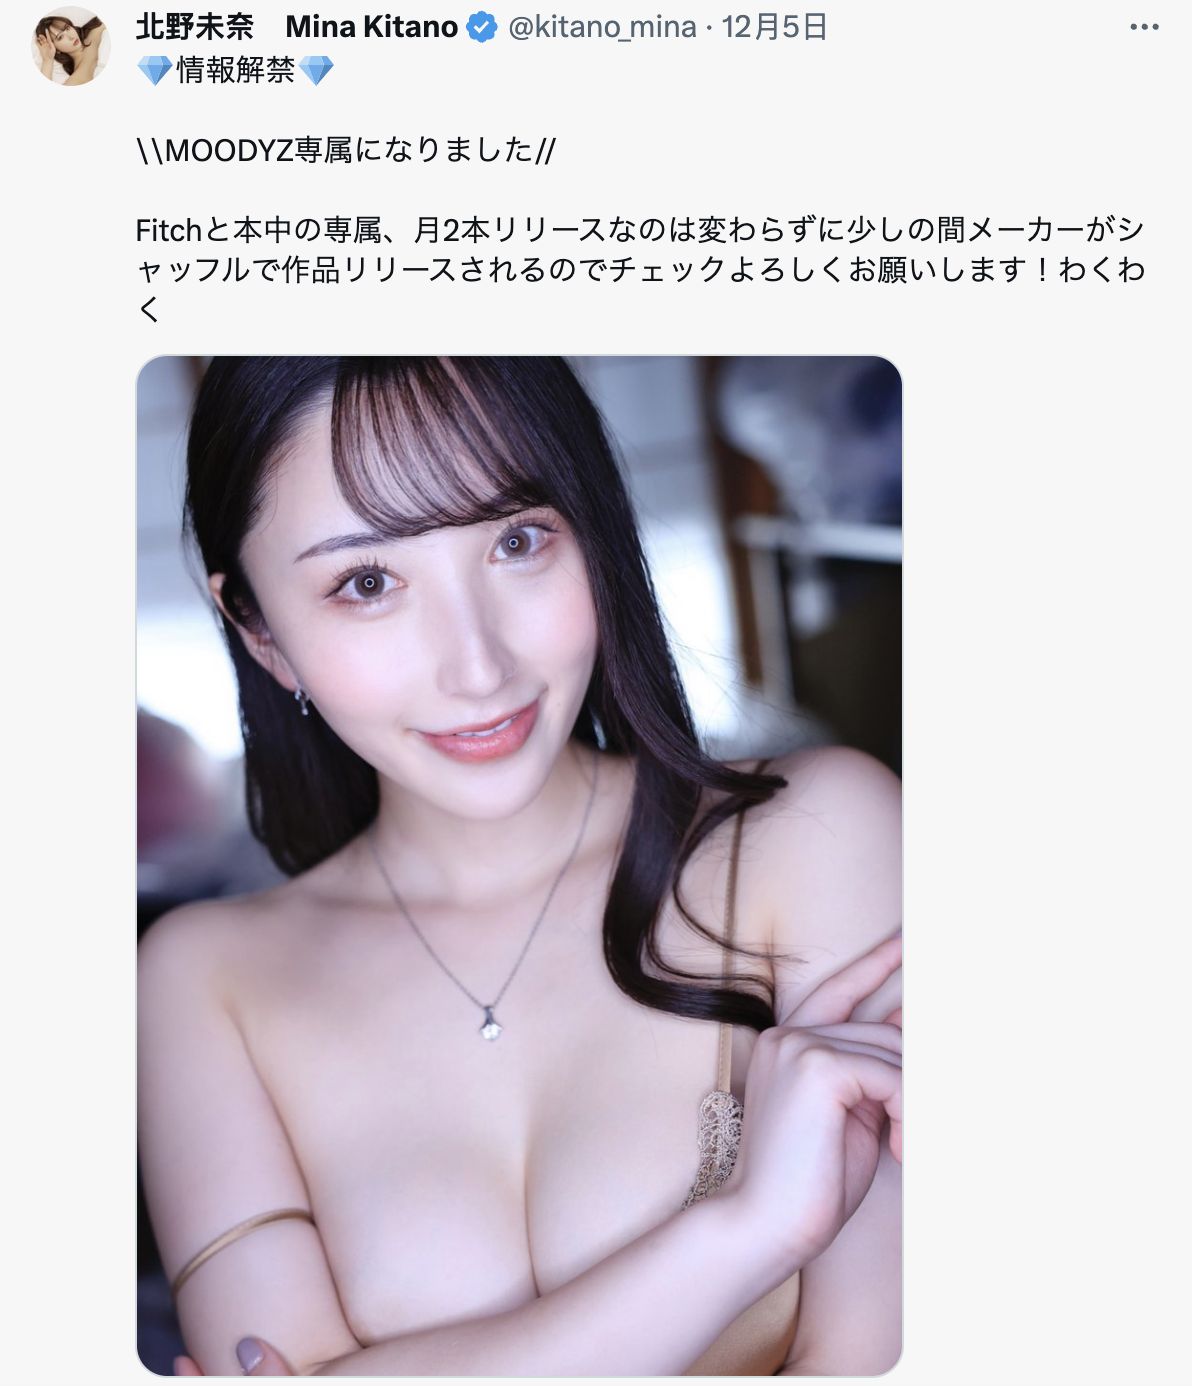 北野未奈　Mina Kitano @kitano_mina · 12月5日
💎情報解禁💎
\\MOODYZ専属になりました//
Fitchと本中の専属、月2本リリースなのは変わらずに少しの間メーカーがシ
ャッフルで作品リリースされるのでチェックよろしくお願いします！わくわ
く